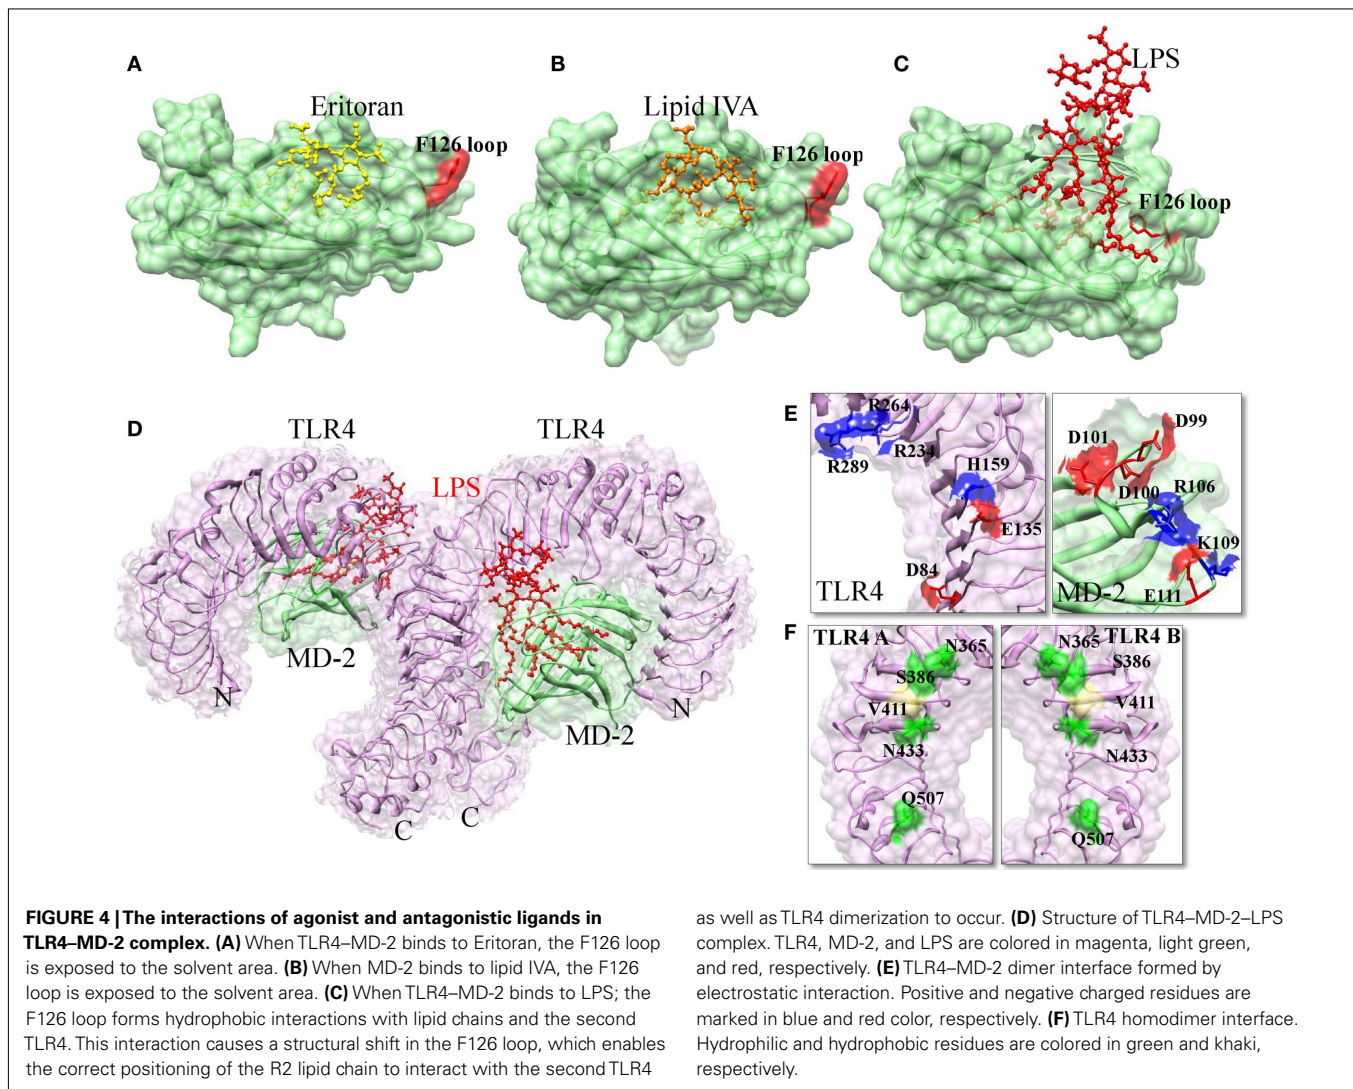 A
Eritoran
F126 loop
B
Lipid IVA
F126 loop
C
LPS
F126 loop
D
TLR4
TLR4
LPS
MD-2
MD-2
N
N
C
C
E
R264
R289
R234
H159
E135
D84
TLR4
D99
D101
D100
R106
K109
E111
MD-2
F
TLR4 A
N365
S386
V411
N433
Q507
TLR4 B
N365
S386
V411
N433
Q507
FIGURE 4 | The interactions of agonist and antagonistic ligands in
TLR4–MD-2 complex. (A) When TLR4–MD-2 binds to Eritoran, the F126 loop
is exposed to the solvent area. (B) When MD-2 binds to lipid IVA, the F126
loop is exposed to the solvent area. (C) When TLR4–MD-2 binds to LPS; the
F126 loop forms hydrophobic interactions with lipid chains and the second
TLR4. This interaction causes a structural shift in the F126 loop, which enables
the correct positioning of the R2 lipid chain to interact with the second TLR4
as well as TLR4 dimerization to occur. (D) Structure of TLR4–MD-2–LPS
complex. TLR4, MD-2, and LPS are colored in magenta, light green,
and red, respectively. (E) TLR4–MD-2 dimer interface formed by
electrostatic interaction. Positive and negative charged residues are
marked in blue and red color, respectively. (F) TLR4 homodimer interface.
Hydrophilic and hydrophobic residues are colored in green and khaki,
respectively.